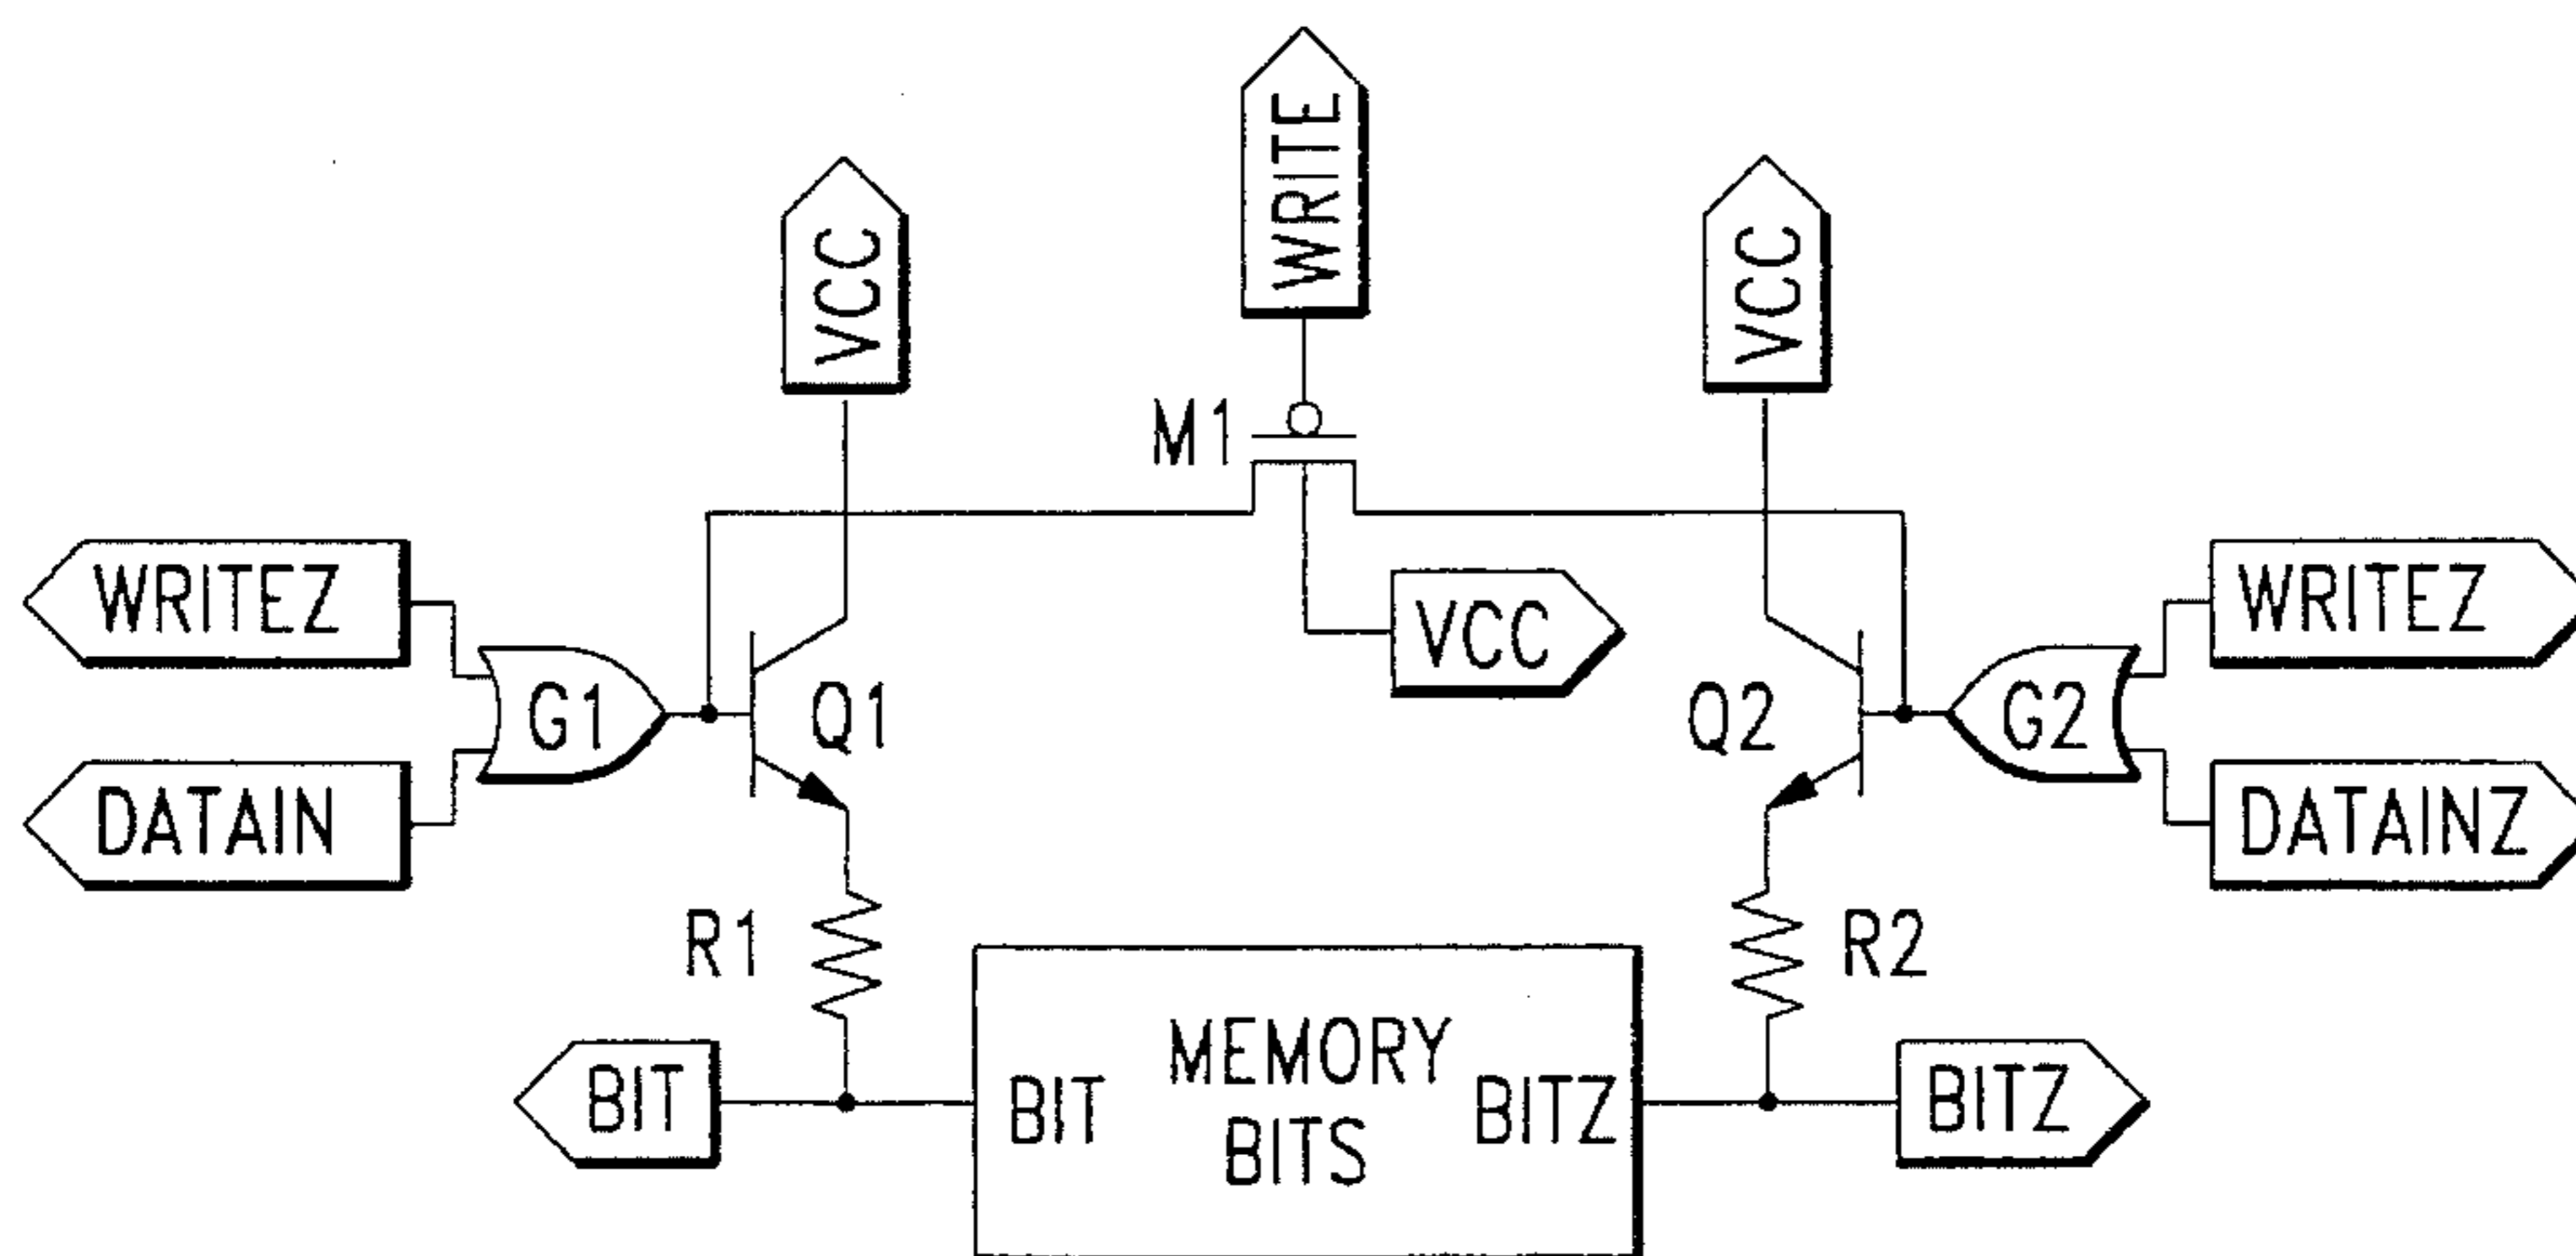 WRITE
VCC
VCC
M1
WRITEZ
VCC
WRITEZ
G1
Q1
Q2
G2
DATAIN
DATAINZ
R1
R2
MEMORY
BITS
BIT
BIT
BITZ
BITZ